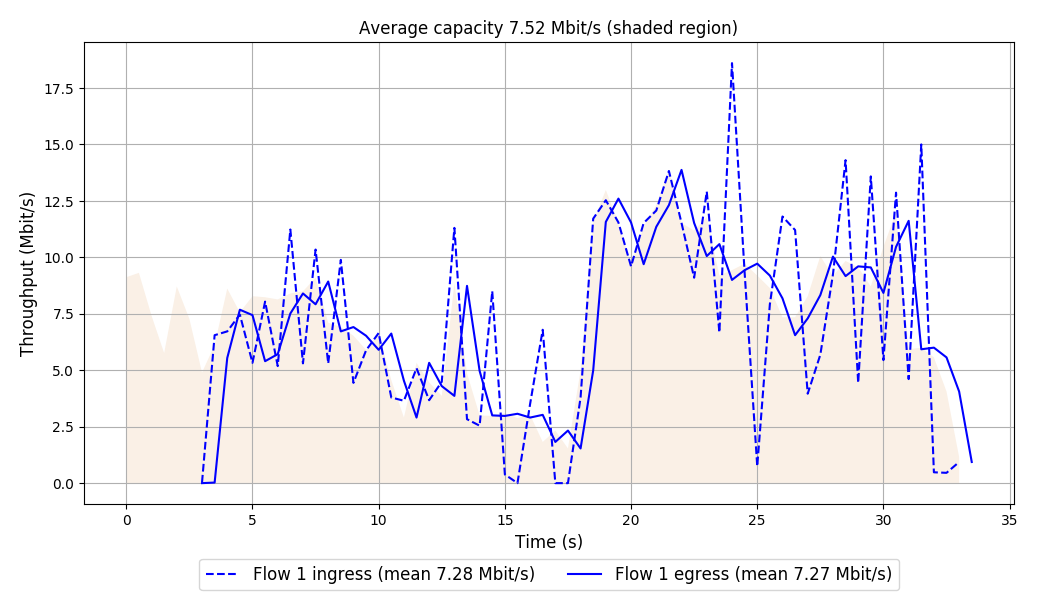 Average capacity 7.52 Mbit/s (shaded region)
Throughput (Mbit/s)
17.5
15.0
12.5
10.0
7.5
5.0
2.5
0.0
0 5 10 15 20 25 30 35
Time (s)
Flow 1 ingress (mean 7.28 Mbit/s) Flow 1 egress (mean 7.27 Mbit/s)